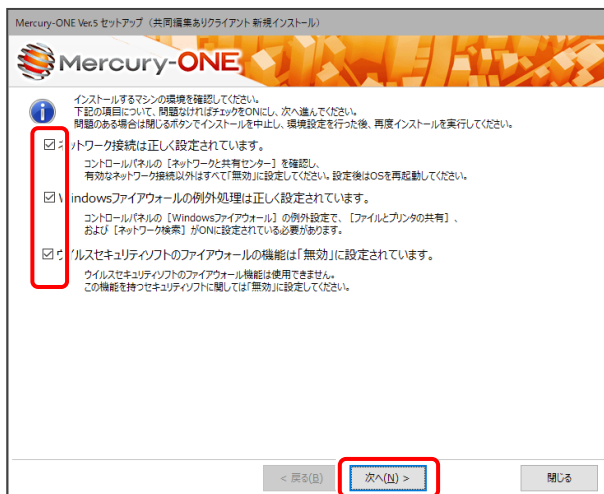 Mercury-ONE Ver.5 セットアップ（共同編集ありクライアント 新規インストール）
Mercury-ONE
インストールするマシンの環境を確認してください。
下記の項目について、問題なければチェックをONにし、次へ進んでください。
問題のある場合は閉じるボタンでインストールを中止し、環境設定を行った後、再度インストールを実行してください。
ットワーク接続は正しく設定されています。
コントロールパネルの［ネットワークと共有センター］を確認し、
有効なネットワーク接続以外はすべて「無効」に設定してください。設定後はOSを再起動してください。
indowsファイアウォールの例外処理は正しく設定されています。
コントロールパネルの［Windowsファイアウォール］の例外設定で、［ファイルとプリンタの共有］、
および［ネットワーク検索］がONに設定されている必要があります。
イルスセキュリティソフトのファイアウォールの機能は「無効」に設定されています。
ウイルスセキュリティソフトのファイアウォール機能は使用できません。
この機能を持つセキュリティソフトに関しては「無効」に設定してください。
< 戻る(B)
次へ(N) >
閉じる